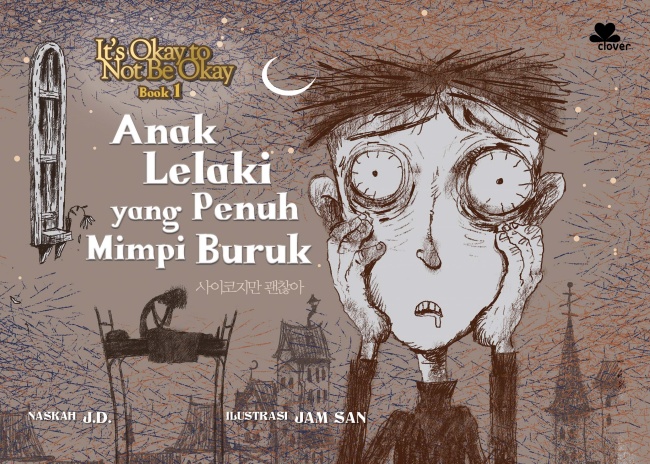 clover
It's Okay to
Not Be Okay
Book 1
Anak
Lelaki
yang Penuh
Mimpi Buruk
사이코지만 괜찮아
NASKAH J.D.
ILUSTRASI JAM SAN